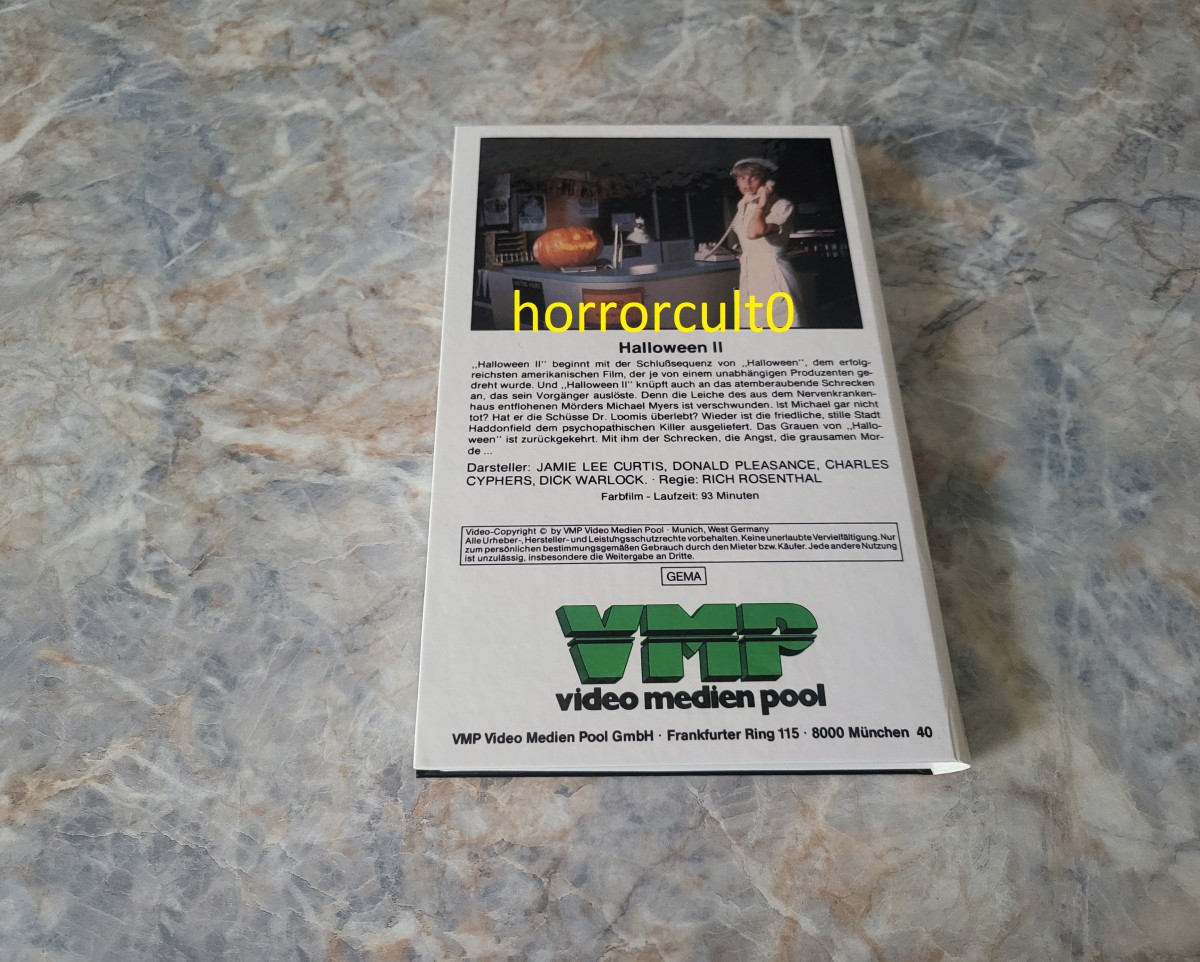 horrorcult0
Halloween II
„Halloween II" beginnt mit der Schlußsequenz von „Halloween", dem erfolg-
reichsten amerikanischen Film, der je von einem unabhängigen Produzenten ge-
dreht wurde. Und „Halloween II" knüpft auch an das atemberaubende Schrecken
an, das sein Vorgänger auslöste. Denn die Leiche des aus dem Nervenkranken-
haus entflohenen Mörders Michael Myers ist verschwunden. Ist Michael gar nicht
tot? Hat er die Schüsse Dr. Loomis überlebt? Wieder ist die friedliche, stille Stadt
Haddonfield dem psychopathischen Killer ausgeliefert. Das Grauen von „Hallo-
ween" ist zurückgekehrt. Mit ihm der Schrecken, die Angst, die grausamen Mor-
de ...
Darsteller: JAMIE LEE CURTIS, DONALD PLEASANCE, CHARLES
CYPHERS, DICK WARLOCK. · Regie: RICH ROSENTHAL
Farbfilm - Laufzeit: 93 Minuten
Video-Copyright © by VMP Video Medien Pool · Munich, West Germany
Alle Urheber-, Hersteller- und Leistungsschutzrechte vorbehalten. Keine unerlaubte Vervielfältigung. Nur
zum persönlichen bestimmungsgemäßen Gebrauch durch den Mieter bzw. Käufer. Jede andere Nutzung
ist unzulässig, insbesondere die Weitergabe an Dritte.
GEMA
VMP
video medien pool
VMP Video Medien Pool GmbH · Frankfurter Ring 115 · 8000 München 40